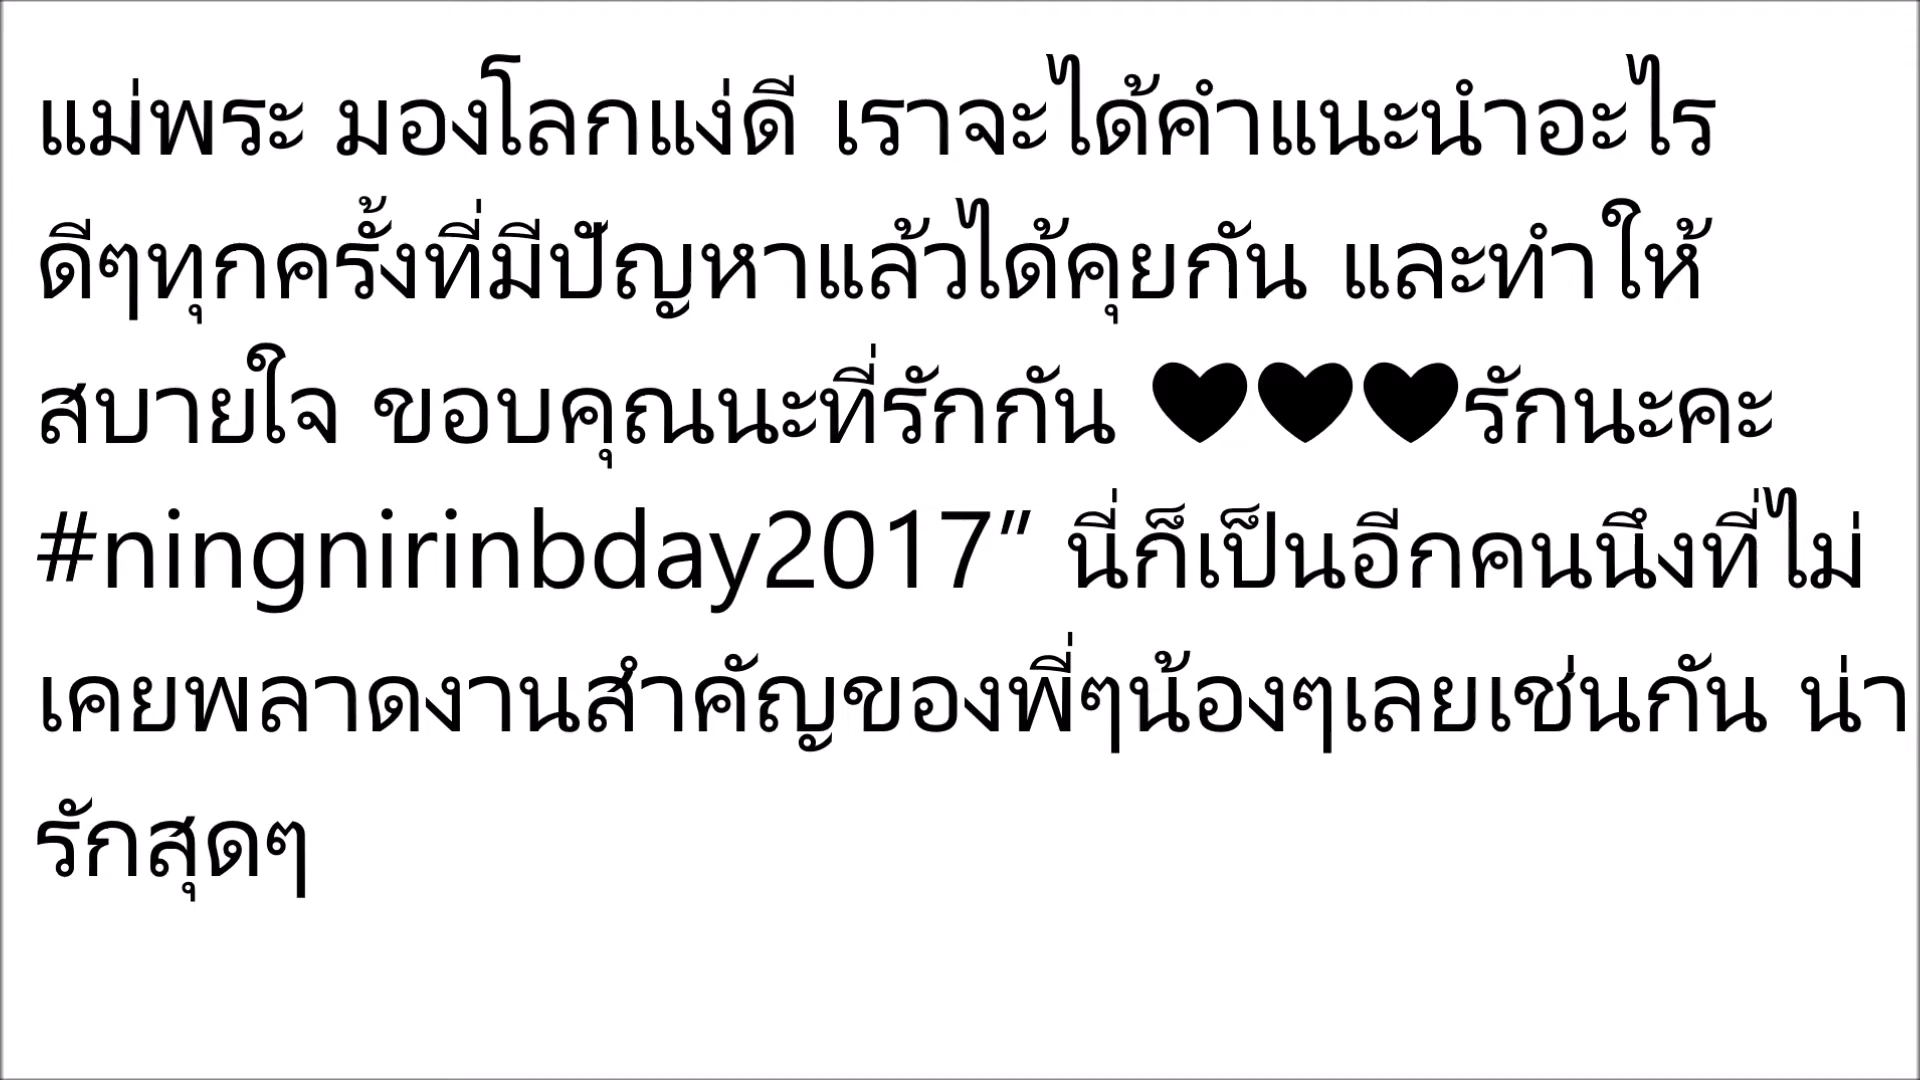 แม่พระ มองโลกแง่ดี เราจะได้คำแนะนำอะไร
ดีๆทุกครั้งที่มีปัญหาแล้วได้คุยกัน และทำให้
สบายใจ ขอบคุณนะที่รักกัน ♥♥♥รักนะคะ
#ningnirinbday2017” นี่ก็เป็นอีกคนนึงที่ไม่
เคยพลาดงานสำคัญของพี่ๆน้องๆเลยเช่นกัน น่า
รักสุดๆ